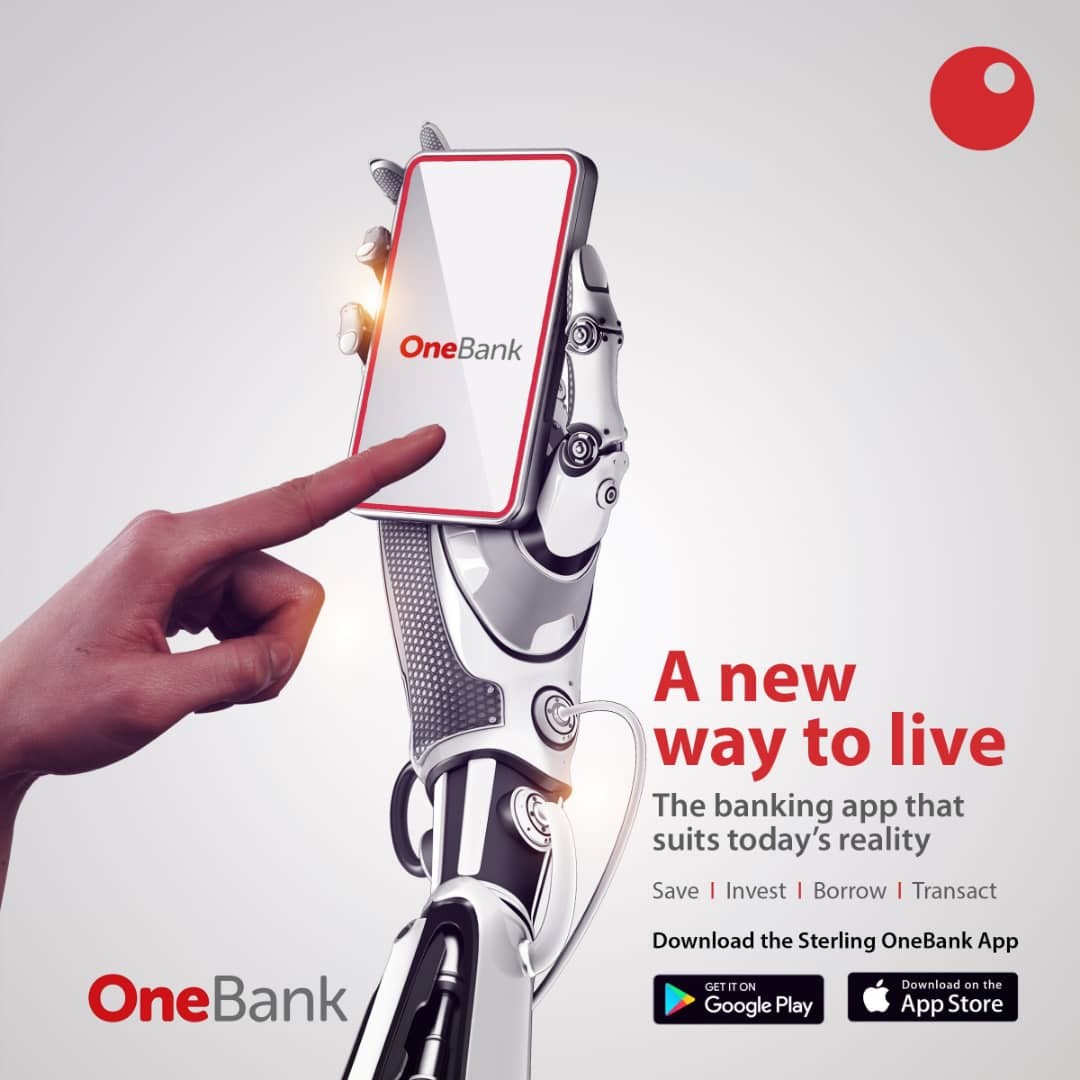 OneBank
A new
way to live
The banking app that
suits today's reality
Save | Invest | Borrow | Transact
Download the Sterling OneBank App
GET IT ON
Google Play
Download on the
App Store
OneBank